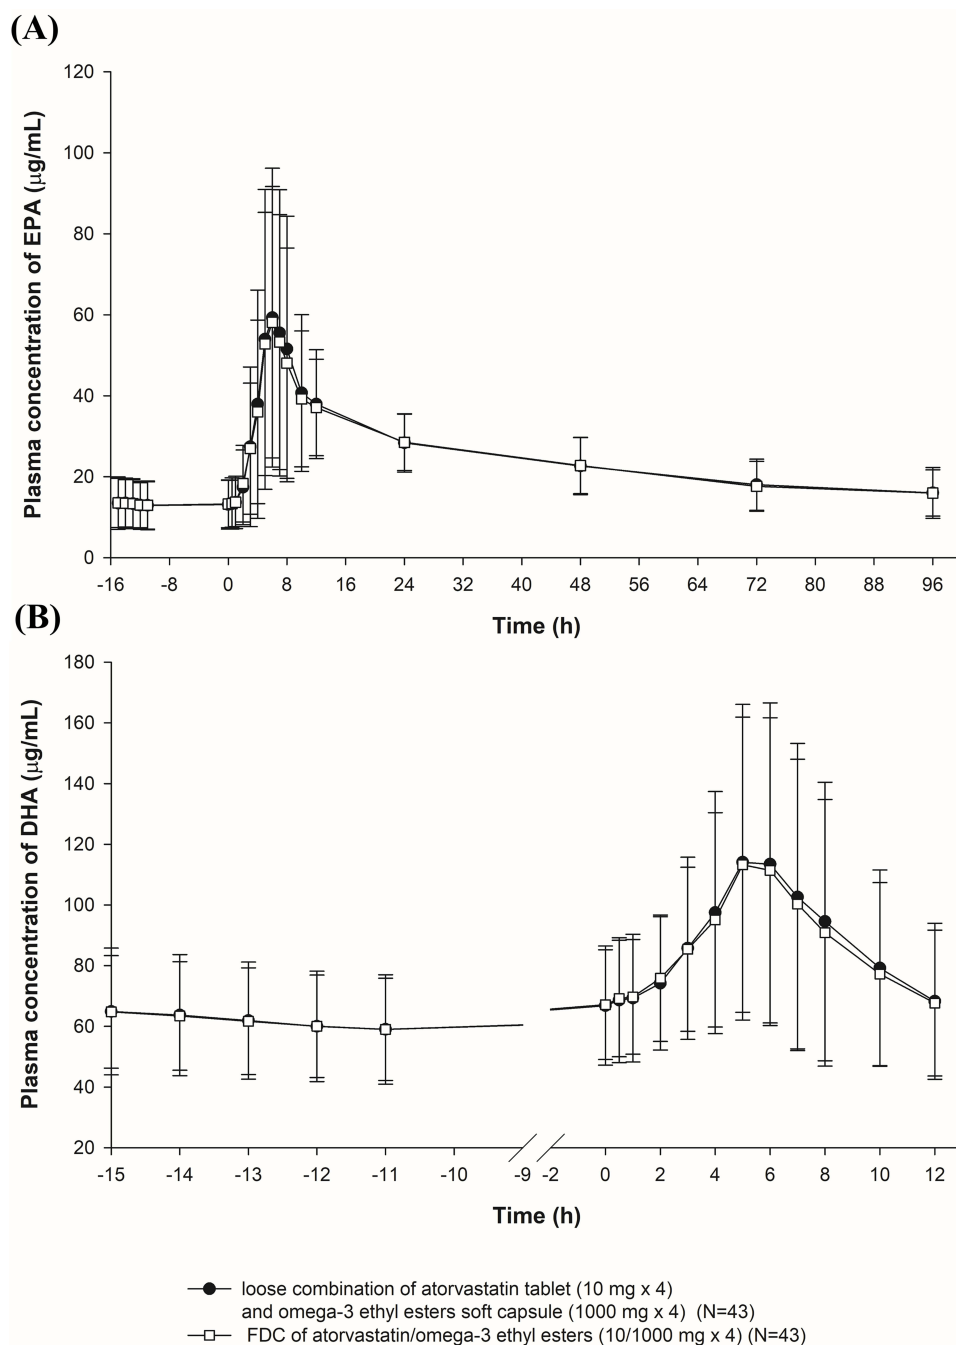 (A)
Plasma concentration of EPA (μg/mL)
120
100
80
60
40
20
0
-16 -8 0 8 16 24 32 40 48 56 64 72 80 88 96
Time (h)
(B)
Plasma concentration of DHA (μg/mL)
180
160
140
120
100
80
60
40
20
-15 -14 -13 -12 -11 -10 -9 -2 0 2 4 6 8 10 12
Time (h)
loose combination of atorvastatin tablet (10 mg x 4)
and omega-3 ethyl esters soft capsule (1000 mg x 4) (N=43)
FDC of atorvastatin/omega-3 ethyl esters (10/1000 mg x 4) (N=43)